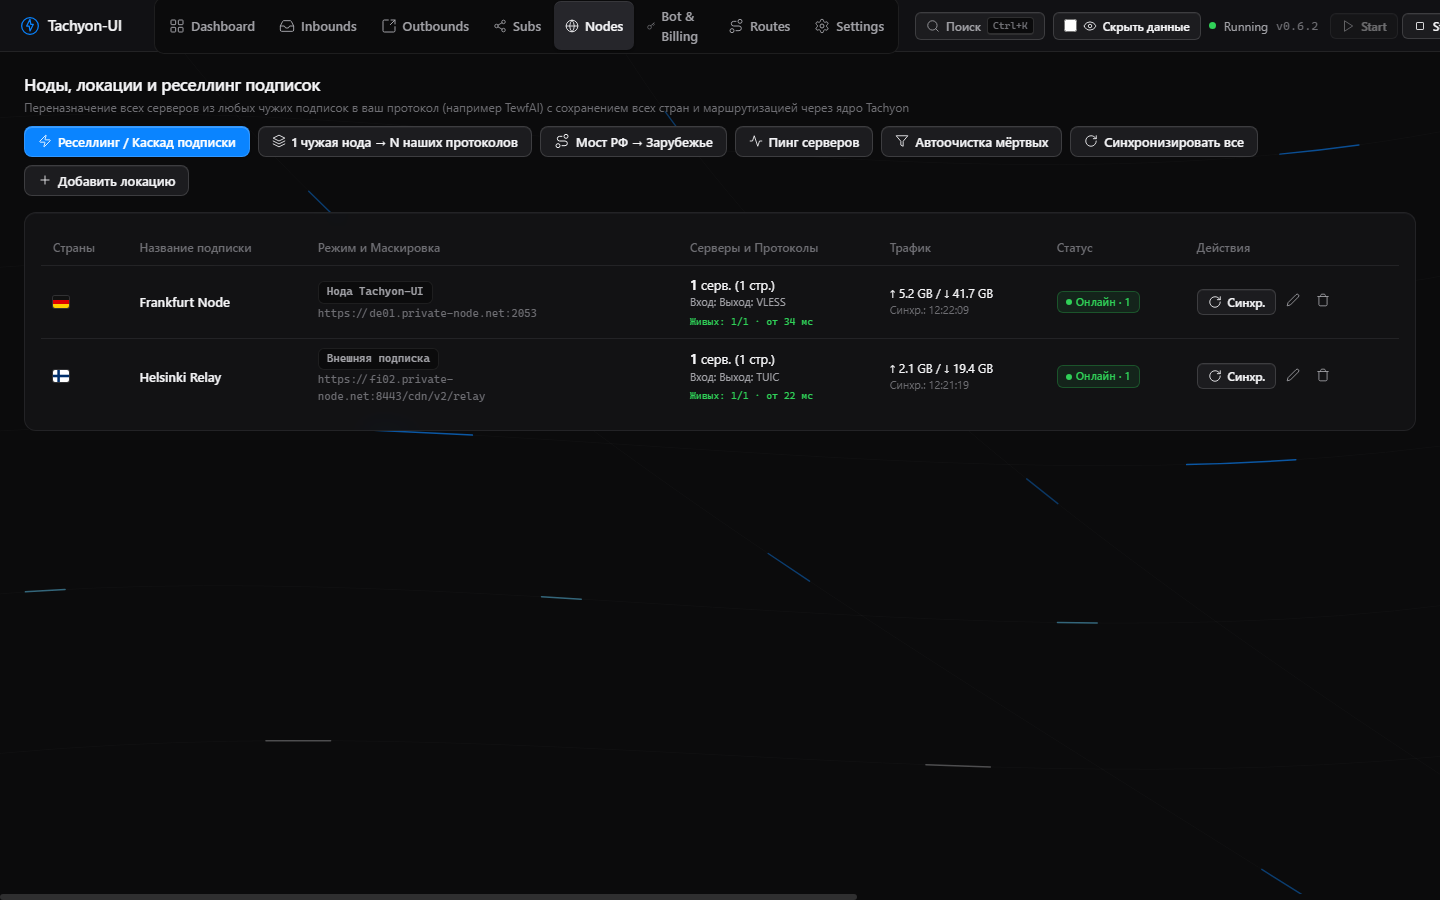 Tachyon-UI
Dashboard
Inbounds
Outbounds
Subs
Nodes
Bot & Billing
Routes
Settings
Поиск Ctrl+K
Скрыть данные
Running v0.6.2
Start
Ноды, локации и реселлинг подписок
Переназначение всех серверов из любых чужих подписок в ваш протокол (например TewfAI) с сохранением всех стран и маршрутизацией через ядро Tachyon
Реселлинг / Каскад подписки
1 чужая нода → N наших протоколов
Мост РФ → Зарубежье
Пинг серверов
Автоочистка мёртвых
Синхронизировать все
Добавить локацию
Страны Название подписки Режим и Маскировка Серверы и Протоколы Трафик Статус Действия
Frankfurt Node
Нода Tachyon-UI
https://de01.private-node.net:2053
1 серв. (1 стр.)
Вход: Выход: VLESS
Живых: 1/1 · от 34 мс
↑ 5.2 GB / ↓ 41.7 GB
Синхр.: 12:22:09
Онлайн · 1
Синхр.
Helsinki Relay
Внешняя подписка
https://fi02.private-
node.net:8443/cdn/v2/relay
1 серв. (1 стр.)
Вход: Выход: TUIC
Живых: 1/1 · от 22 мс
↑ 2.1 GB / ↓ 19.4 GB
Синхр.: 12:21:19
Онлайн · 1
Синхр.